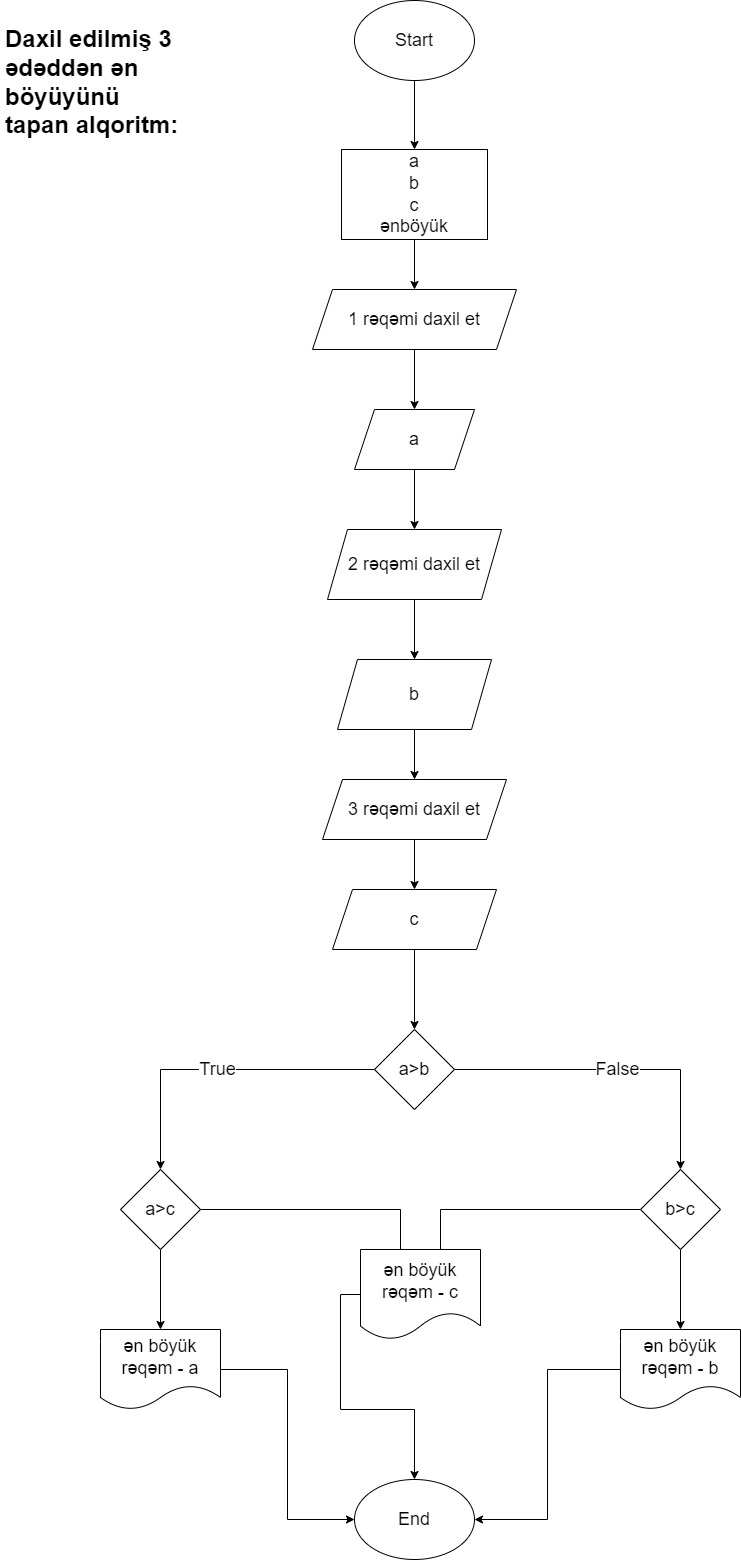 Daxil edilmiş 3
ədəddən ən
böyüyünü
tapan alqoritm:
Start
a
b
c
ənböyük
1 rəqəmi daxil et
a
2 rəqəmi daxil et
b
3 rəqəmi daxil et
c
a>b
True
False
a>c
b>c
ən böyük
rəqəm - c
ən böyük
rəqəm - a
ən böyük
rəqəm - b
End